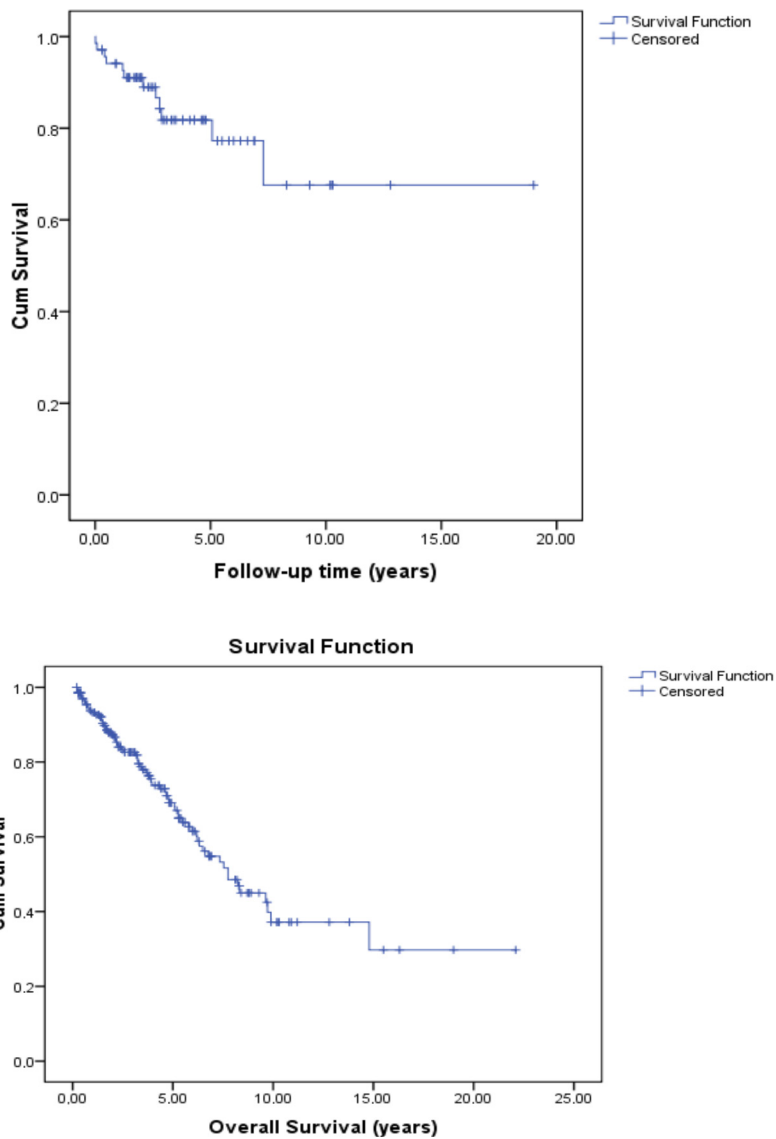 Survival Function
Censored
1.0
0.8
0.6
0.4
0.2
0.0
Cum Survival
0.00 5.00 10.00 15.00 20.00
Follow-up time (years)
Survival Function
Survival Function
Censored
1.0
0.8
0.6
0.4
0.2
0.0
Cum Survival
0.00 5.00 10.00 15.00 20.00 25.00
Overall Survival (years)